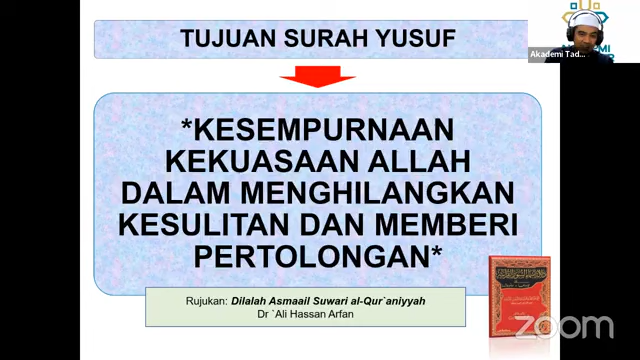 TUJUAN SURAH YUSUF
Akademi Tad...
*KESEMPURNAAN
KEKUASAAN ALLAH
DALAM MENGHILANGKAN
KESULITAN DAN MEMBERI
PERTOLONGAN*
Rujukan: Dilalah Asmaail Suwari al-Qur`aniyyah
Dr `Ali Hassan Arfan
zoom